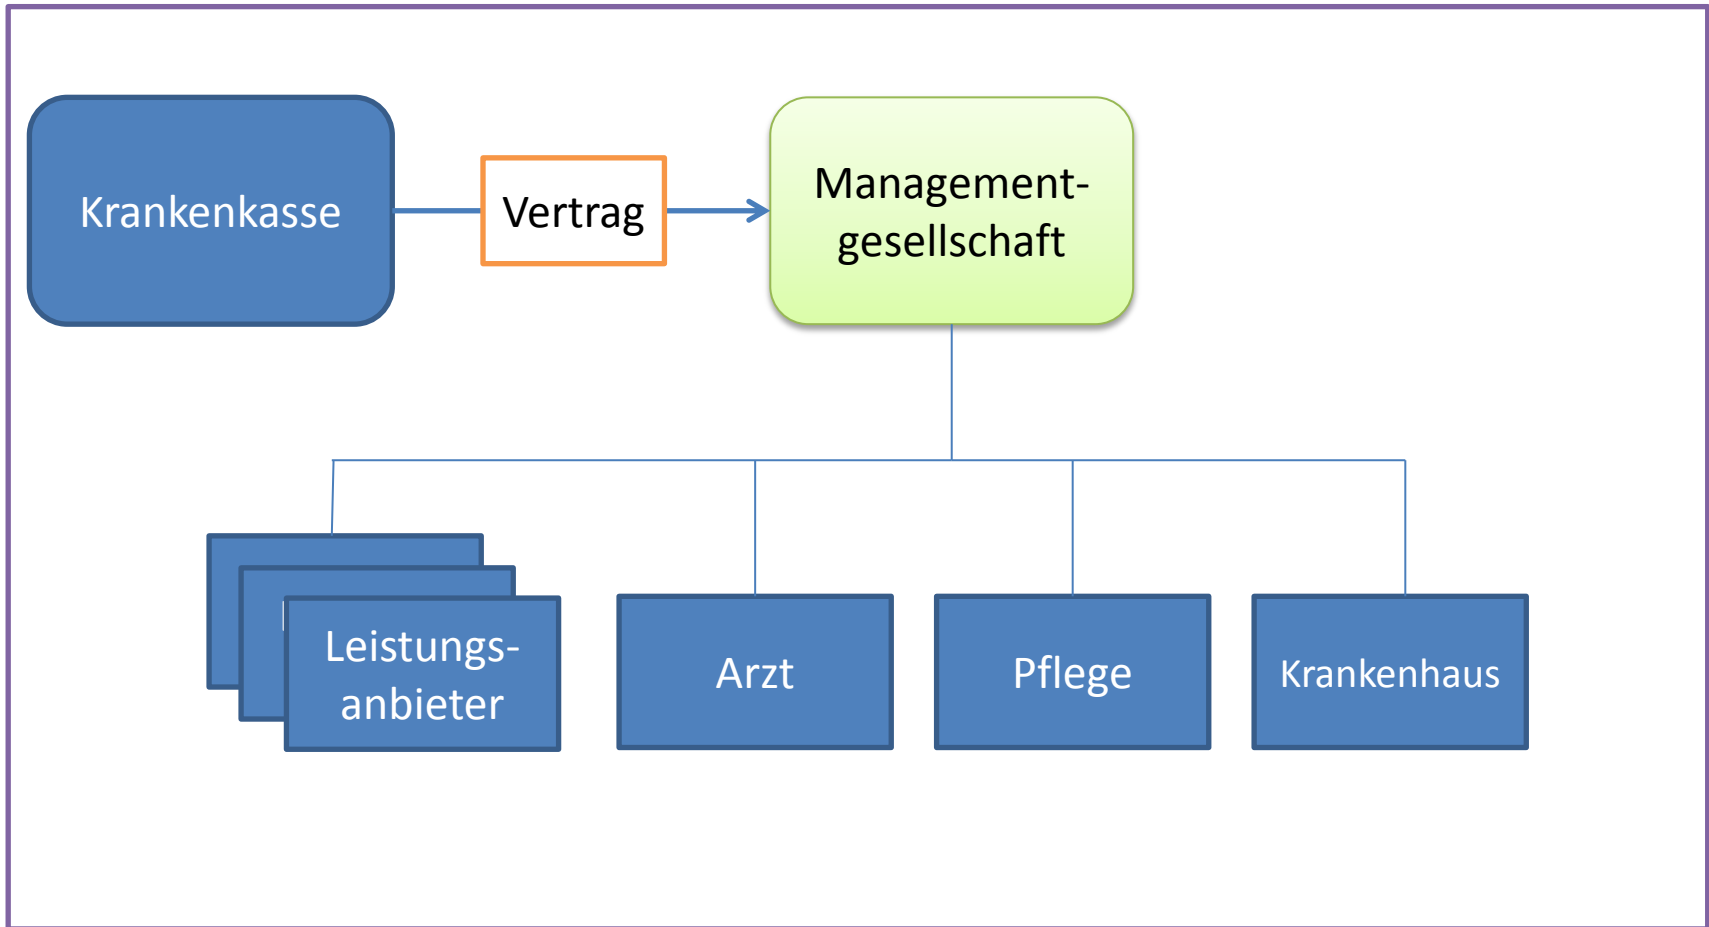 Krankenkasse
Vertrag
Management-
gesellschaft
Leistungs-
anbieter
Arzt
Pflege
Krankenhaus